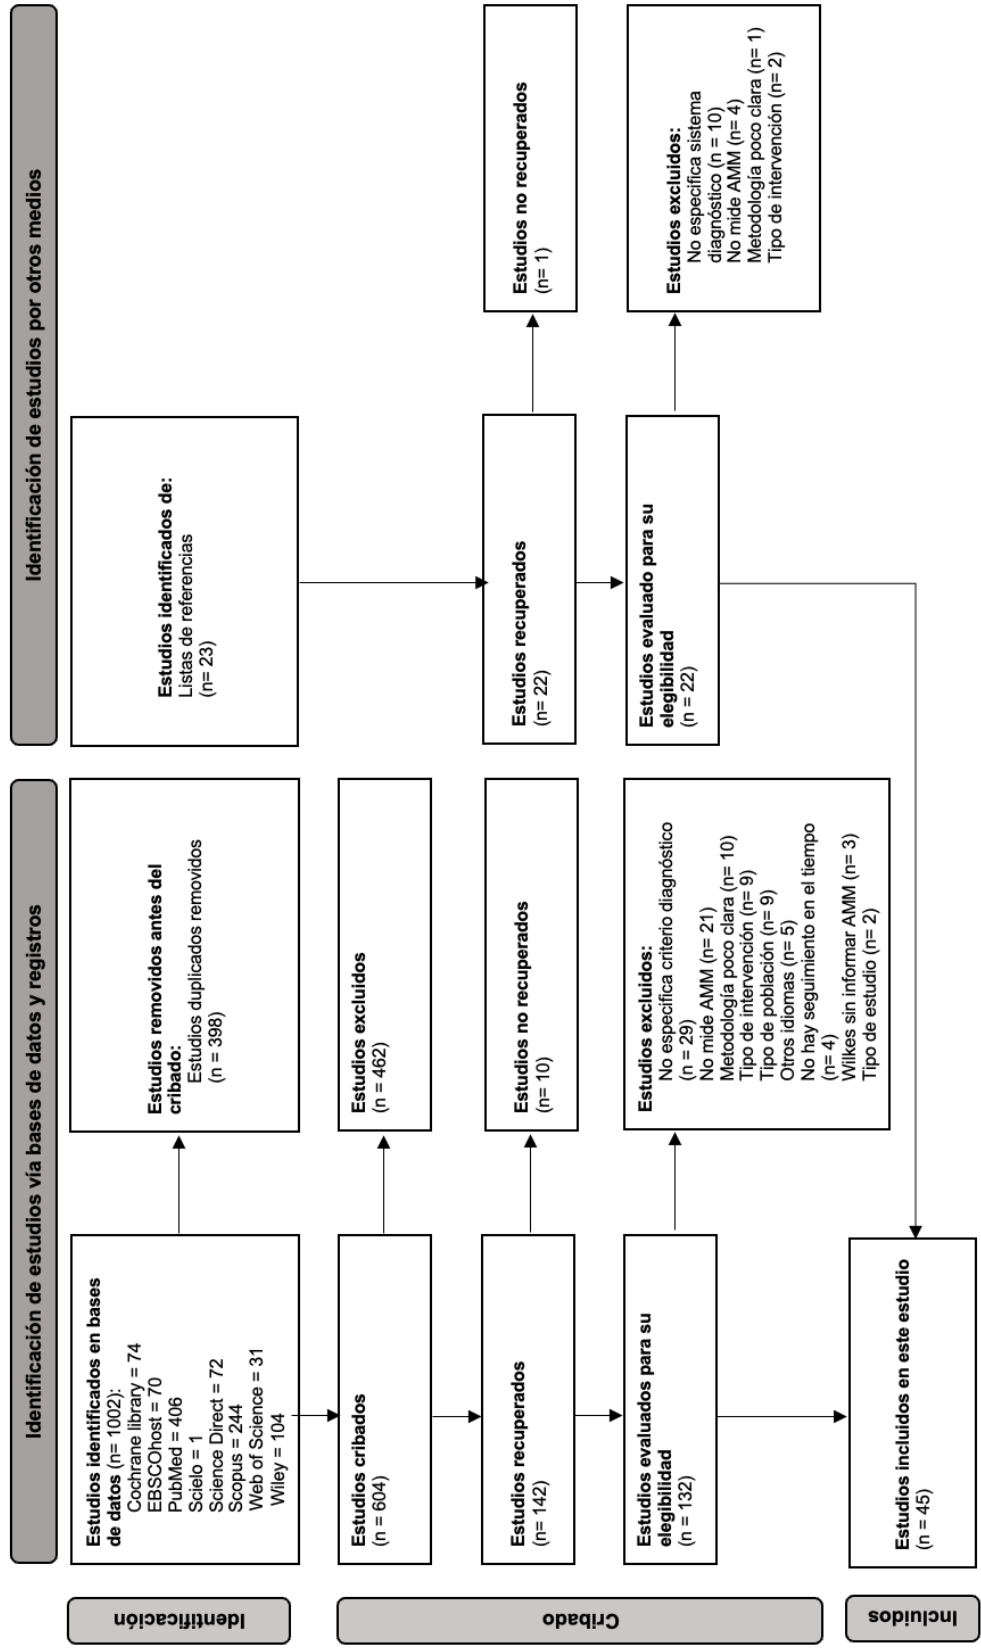 Identificación de estudios vía bases de datos y registros
Identificación de estudios por otros medios
Identificación
Estudios identificados en bases
de datos (n= 1002):
Cochrane library = 74
EBSCOhost = 70
PubMed = 406
Scielo = 1
Science Direct = 72
Scopus = 244
Web of Science = 31
Wiley = 104
Estudios removidos antes del
cribado:
Estudios duplicados removidos
(n = 398)
Estudios identificados de:
Listas de referencias
(n= 23)
Cribado
Estudios cribados
(n = 604)
Estudios excluidos
(n = 462)
Estudios recuperados
(n= 142)
Estudios no recuperados
(n= 10)
Estudios recuperados
(n= 22)
Estudios no recuperados
(n= 1)
Estudios evaluados para su
elegibilidad
(n = 132)
Estudios excluidos:
No especifica criterio diagnóstico
(n = 29)
No mide AMM (n= 21)
Metodología poco clara (n= 10)
Tipo de intervención (n= 9)
Tipo de población (n= 9)
Otros idiomas (n= 5)
No hay seguimiento en el tiempo
(n= 4)
Wilkes sin informar AMM (n= 3)
Tipo de estudio (n= 2)
Estudios evaluado para su
elegibilidad
(n = 22)
Estudios excluidos:
No especifica sistema
diagnóstico (n = 10)
No mide AMM (n= 4)
Metodología poco clara (n= 1)
Tipo de intervención (n= 2)
Incluidos
Estudios incluidos en este estudio
(n = 45)